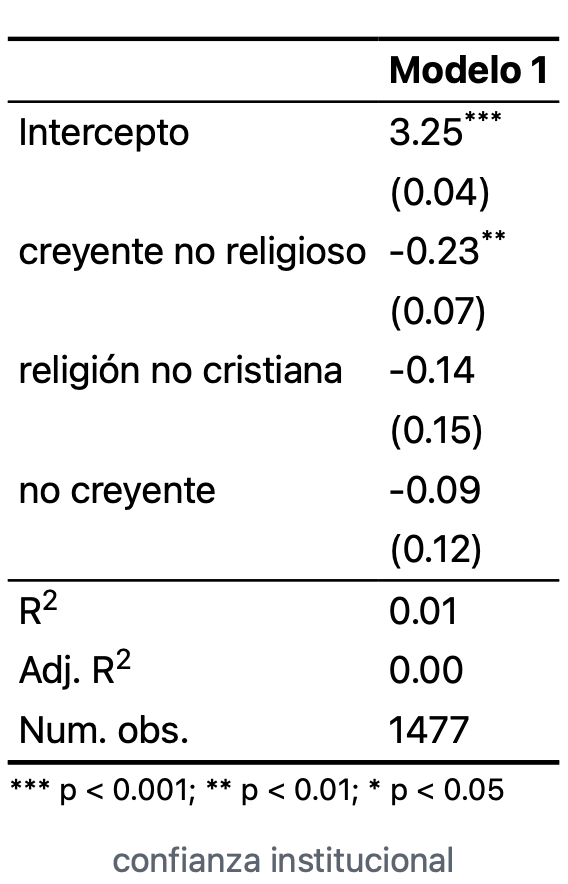 Modelo 1
Intercepto 3.25***
(0.04)
creyente no religioso -0.23**
(0.07)
religión no cristiana -0.14
(0.15)
no creyente -0.09
(0.12)
R² 0.01
Adj. R² 0.00
Num. obs. 1477
*** p < 0.001; ** p < 0.01; * p < 0.05
confianza institucional